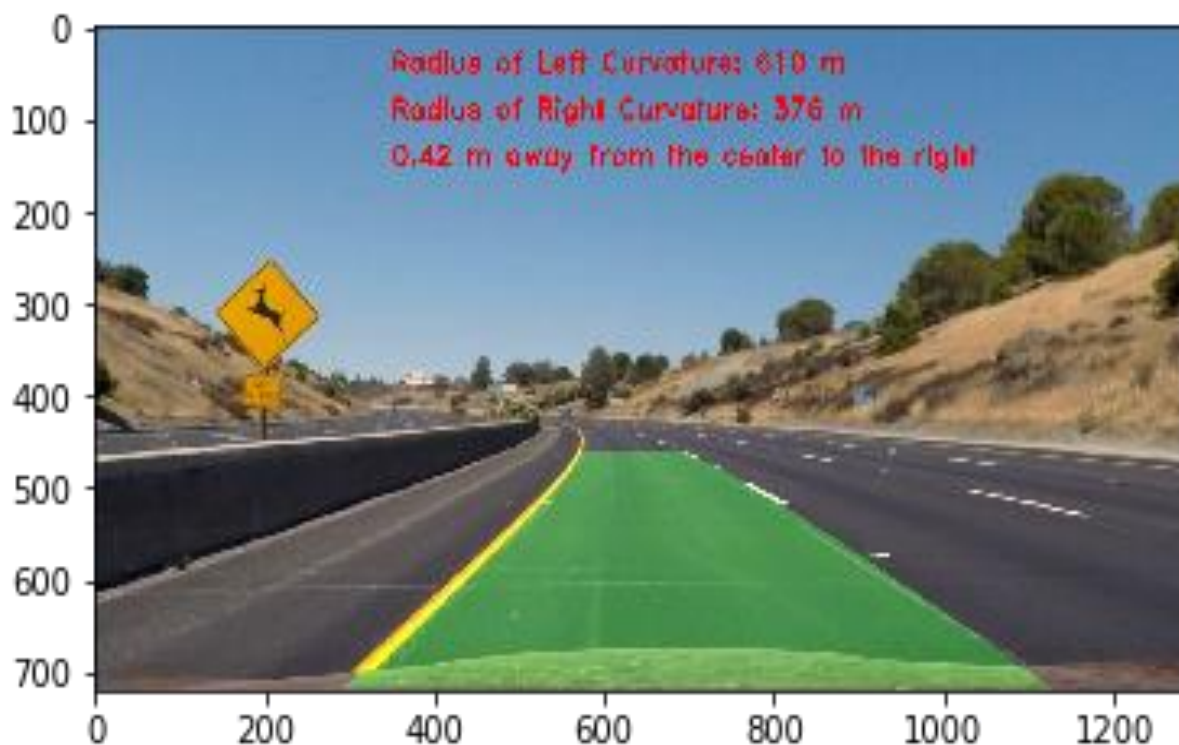 0
Radius of Left Curvature: 610 m
Radius of Right Curvature: 376 m
100
0.42 m away from the center to the right
200
300
400
500
600
700
0 200 400 600 800 1000 1200